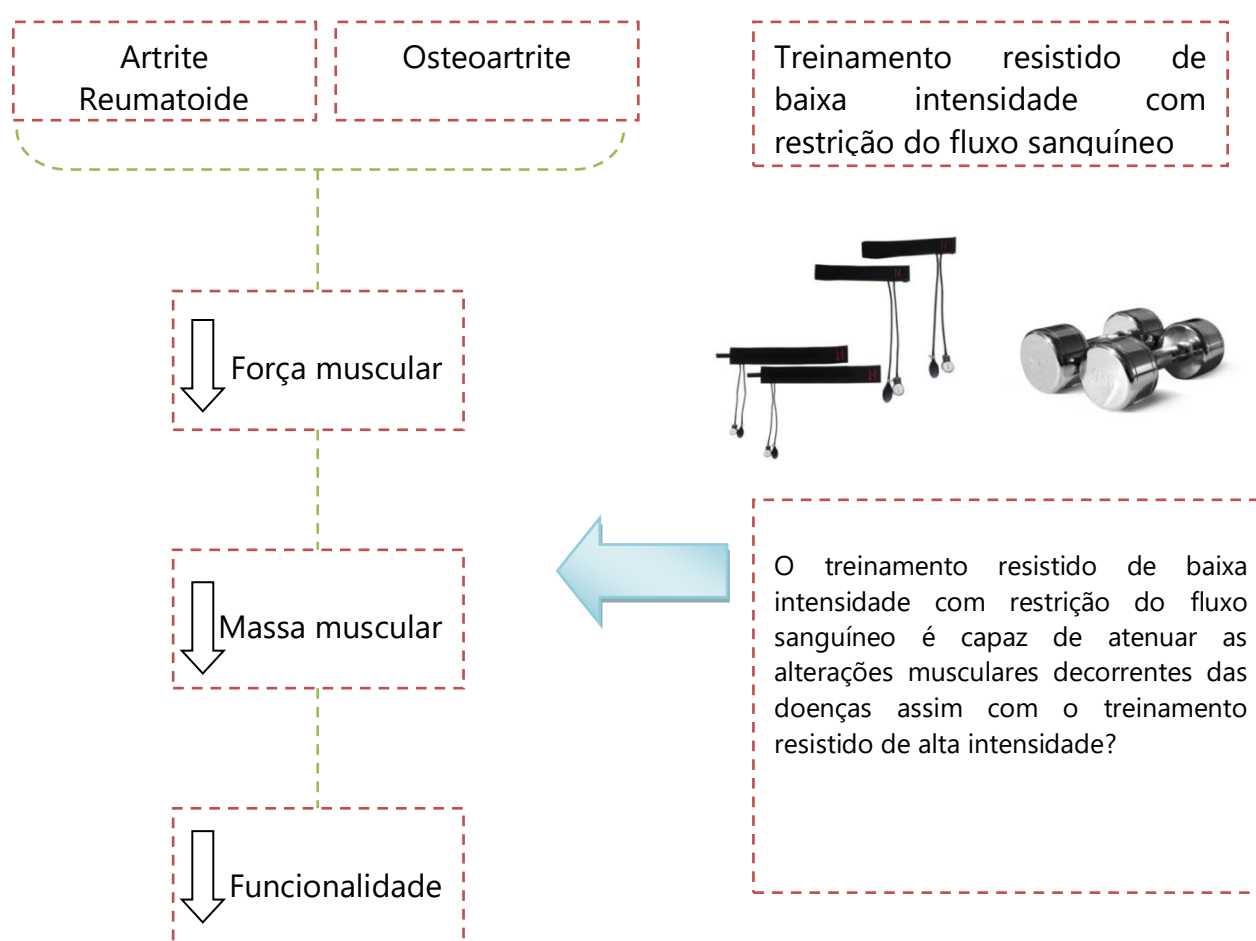 Artrite
Reumatoide
Osteoartrite
Treinamento resistido de
baixa intensidade com
restrição do fluxo sanguíneo
Força muscular
Massa muscular
O treinamento resistido de baixa
intensidade com restrição do fluxo
sanguíneo é capaz de atenuar as
alterações musculares decorrentes das
doenças assim com o treinamento
resistido de alta intensidade?
Funcionalidade